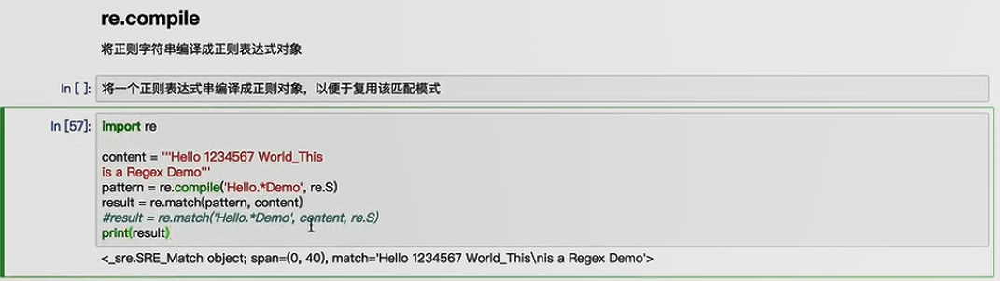 re.compile
将正则字符串编译成正则表达式对象
In [ ]: 将一个正则表达式串编译成正则对象，以便于复用该匹配模式
In [57]: import re
content = '''Hello 1234567 World_This
is a Regex Demo'''
pattern = re.compile('Hello.*Demo', re.S)
result = re.match(pattern, content)
#result = re.match('Hello.*Demo', content, re.S)
print(result)
<_sre.SRE_Match object; span=(0, 40), match='Hello 1234567 World_This\nis a Regex Demo'>